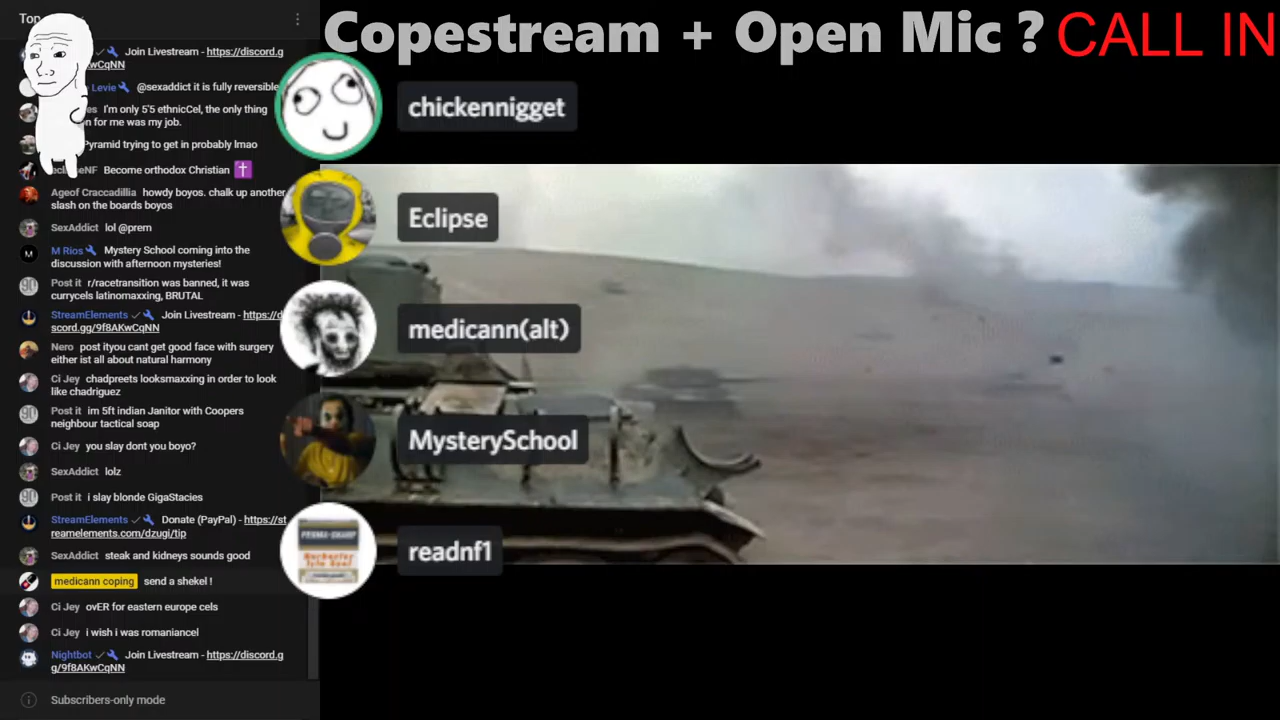 Top
Copestream + Open Mic ? CALL IN
Join Livestream - https://discord.g
wCqNN
Levie @sexaddict it is fully reversible
I'm only 5'5 ethnicCel, the only thing
n for me was my job.
Pyramid trying to get in probably lmao
NF Become orthodox Christian
Ageof Craccadillia howdy boyos. chalk up another
slash on the boards boyos
SexAddict lol @prem
M Rios Mystery School coming into the
discussion with afternoon mysteries!
Post it r/racetransition was banned, it was
currycels latinomaxxing, BRUTAL
StreamElements Join Livestream - https://di
scord.gg/9f8AKwCqNN
Nero post ityou cant get good face with surgery
either ist all about natural harmony
Ci Jey chadpreets looksmaxxing in order to look
like chadriguez
Post it im 5ft indian Janitor with Coopers
neighbour tactical soap
Ci Jey you slay dont you boyo?
SexAddict lolz
Post it i slay blonde GigaStacies
StreamElements Donate (PayPal) - https://st
reamelements.com/dzugi/tip
SexAddict steak and kidneys sounds good
medicann coping send a shekel !
Ci Jey ovER for eastern europe cels
Ci Jey i wish i was romaniancel
Nightbot Join Livestream - https://discord.g
g/9f8AKwCqNN
Subscribers-only mode
chickennigget
Eclipse
medicann(alt)
MysterySchool
readnf1